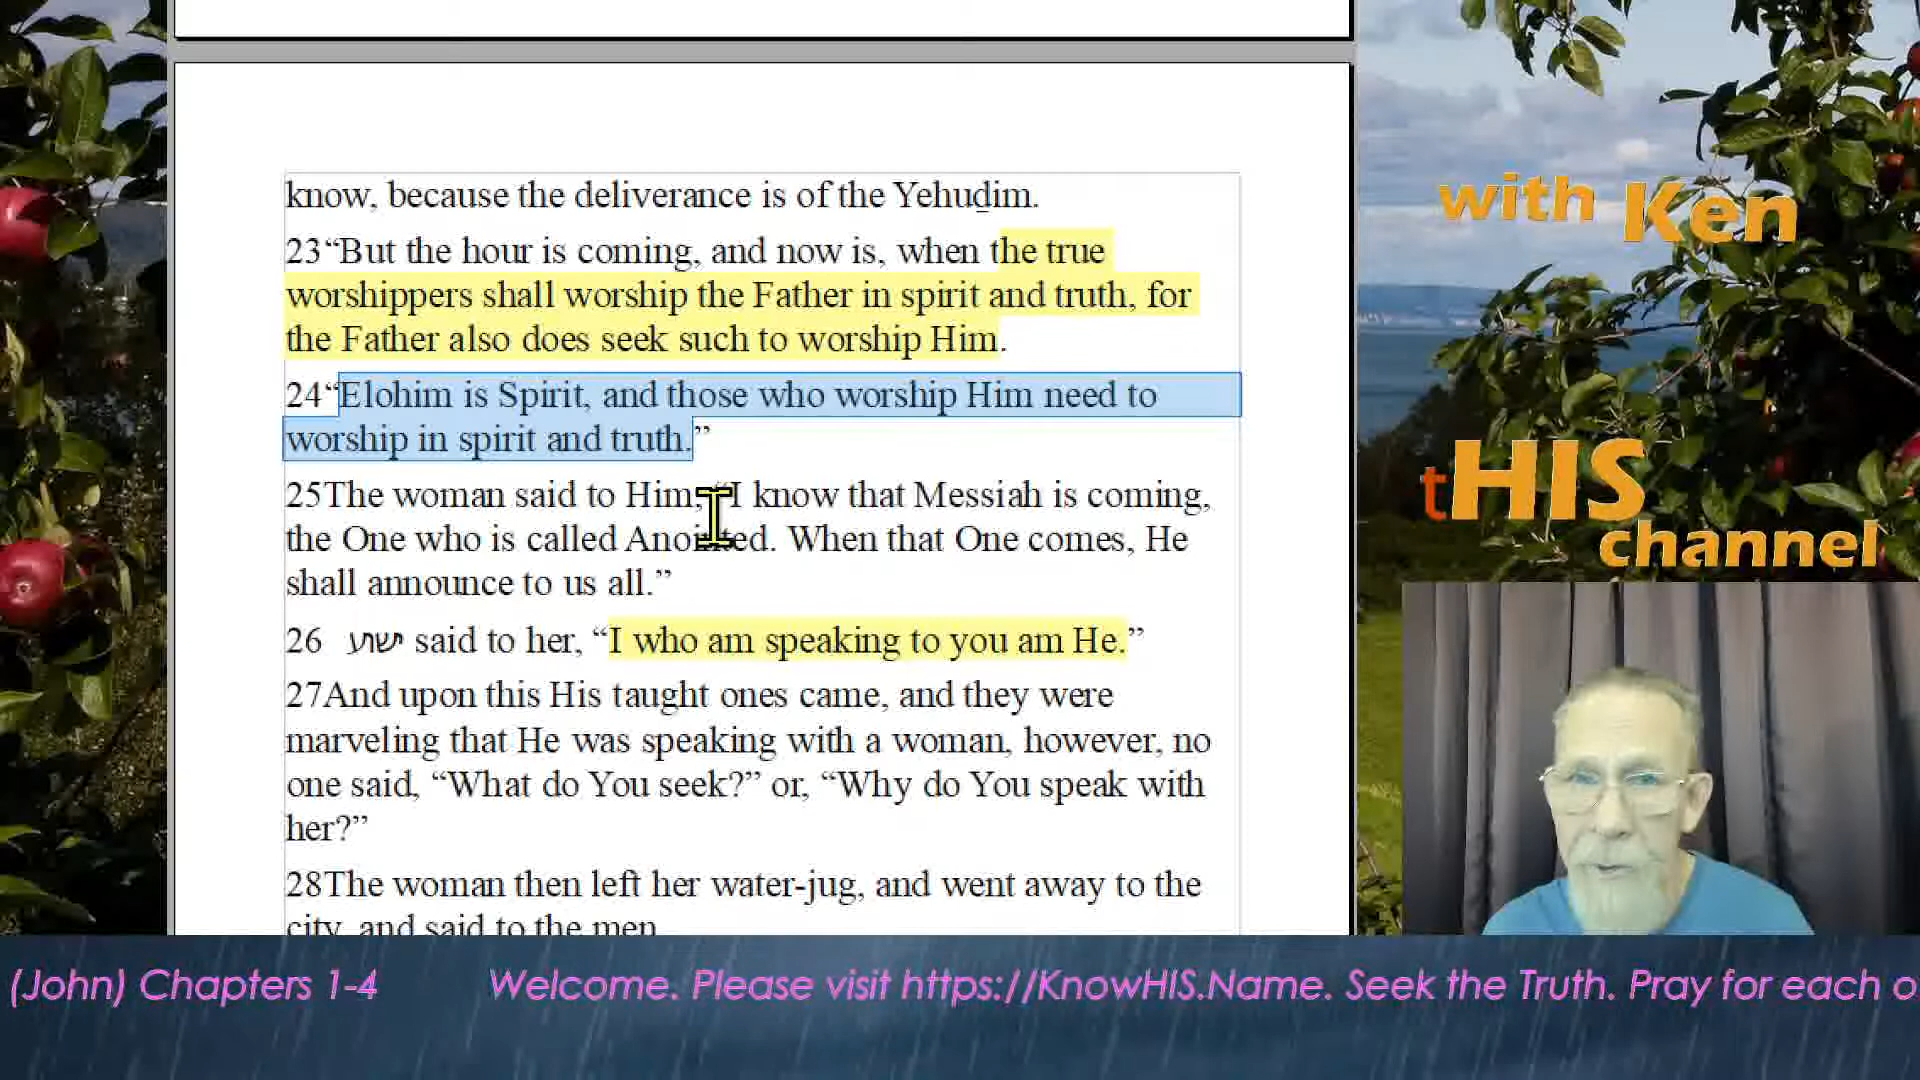 know, because the deliverance is of the Yehuḏim.
23“But the hour is coming, and now is, when the true
worshippers shall worship the Father in spirit and truth, for
the Father also does seek such to worship Him.
24“Elohim is Spirit, and those who worship Him need to
worship in spirit and truth.”
25The woman said to Him, “I know that Messiah is coming,
the One who is called Anointed. When that One comes, He
shall announce to us all.”
26 ישוע said to her, “I who am speaking to you am He.”
27And upon this His taught ones came, and they were
marveling that He was speaking with a woman, however, no
one said, “What do You seek?” or, “Why do You speak with
her?”
28The woman then left her water-jug, and went away to the
city, and said to the men
with Ken
tHIS
channel
(John) Chapters 1-4 Welcome. Please visit https://KnowHIS.Name. Seek the Truth. Pray for each o